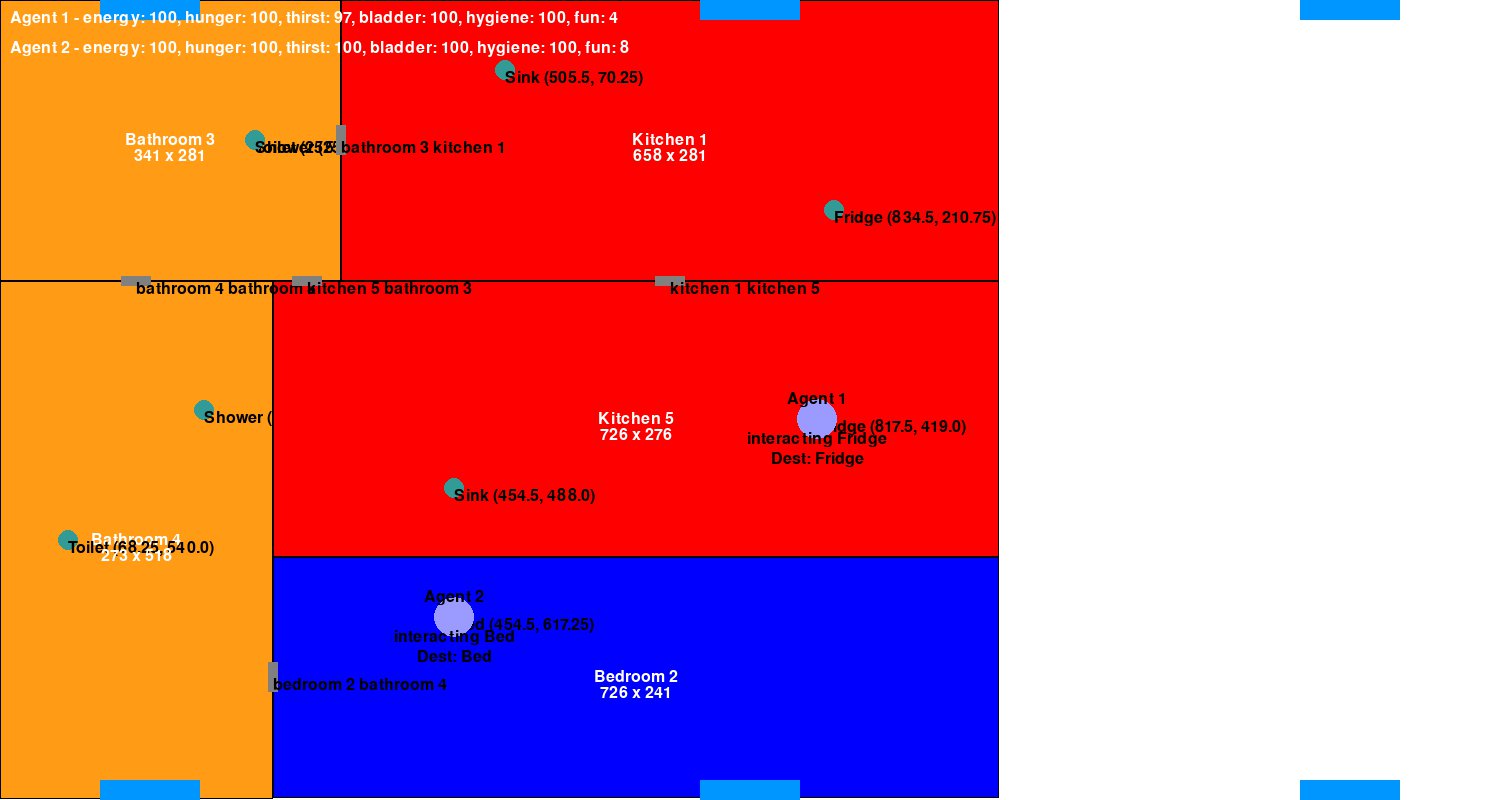 Agent 1 - energy: 100, hunger: 100, thirst: 97, bladder: 100, hygiene: 100, fun: 4
Agent 2 - energy: 100, hunger: 100, thirst: 100, bladder: 100, hygiene: 100, fun: 8
Sink (505.5, 70.25)
Bathroom 3
341 x 281
bathroom 3 kitchen 1
Kitchen 1
658 x 281
Fridge (834.5, 210.75)
bathroom 4 bathroom
kitchen 5 bathroom 3
kitchen 1 kitchen 5
Agent 1
Shower (
Kitchen 5
726 x 276
(817.5, 419.0)
interacting Fridge
Dest: Fridge
Sink (454.5, 488.0)
Bathroom 4
Toilet (68.25, 540.0)
273 x 518
Agent 2
(454.5, 617.25)
interacting Bed
Dest: Bed
bedroom 2 bathroom 4
Bedroom 2
726 x 241